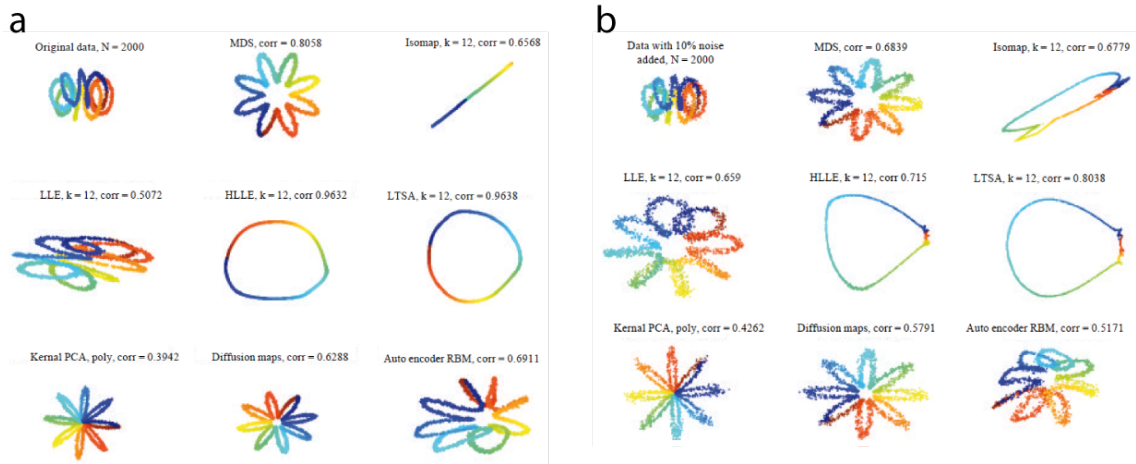 a
Original data, N = 2000
MDS, corr = 0.8058
Isomap, k = 12, corr = 0.6568
LLE, k = 12, corr = 0.5072
HLLE, k = 12, corr 0.9632
LTSA, k = 12, corr = 0.9638
Kernal PCA, poly, corr = 0.3942
Diffusion maps, corr = 0.6288
Auto encoder RBM, corr = 0.6911
b
Data with 10% noise
added, N = 2000
MDS, corr = 0.6839
Isomap, k = 12, corr = 0.6779
LLE, k = 12, corr = 0.659
HLLE, k = 12, corr = 0.715
LTSA, k = 12, corr = 0.8038
Kernal PCA, poly, corr = 0.4262
Diffusion maps, corr = 0.5791
Auto encoder RBM, corr = 0.5171